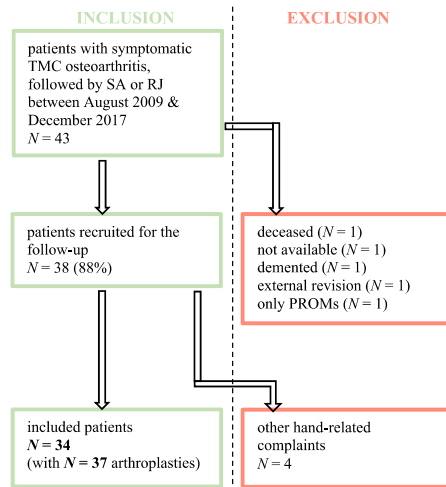 INCLUSION
EXCLUSION
patients with symptomatic
TMC osteoarthritis,
followed by SA or RJ
between August 2009 &
December 2017
N = 43
patients recruited for the
follow-up
N = 38 (88%)
deceased (N = 1)
not available (N = 1)
demented (N = 1)
external revision (N = 1)
only PROMs (N = 1)
included patients
N = 34
(with N = 37 arthroplasties)
other hand-related
complaints
N = 4